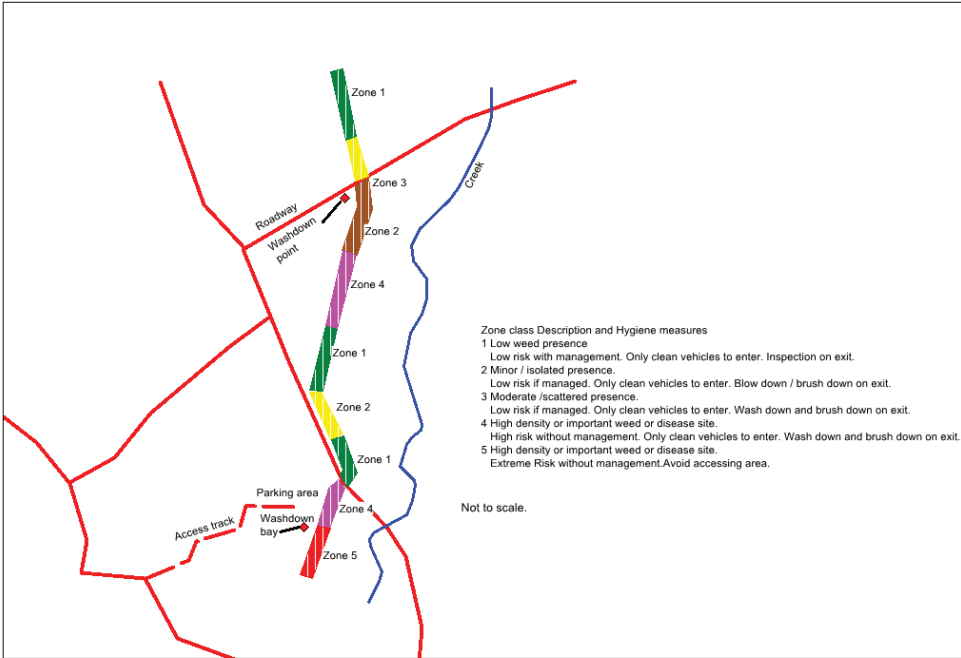 Zone 1
Zone 3
Roadway
Creek
Washdown
point
Zone 2
Zone 4
Zone 1
Zone 2
Zone 1
Parking area
Access track
Washdown
bay
Zone 4
Zone 5
Zone class Description and Hygiene measures
1 Low weed presence
Low risk with management. Only clean vehicles to enter. Inspection on exit.
2 Minor / isolated presence.
Low risk if managed. Only clean vehicles to enter. Blow down / brush down on exit.
3 Moderate /scattered presence.
Low risk if managed. Only clean vehicles to enter. Wash down and brush down on exit.
4 High density or important weed or disease site.
High risk without management. Only clean vehicles to enter. Wash down and brush down on exit.
5 High density or important weed or disease site.
Extreme Risk without management.Avoid accessing area.
Not to scale.